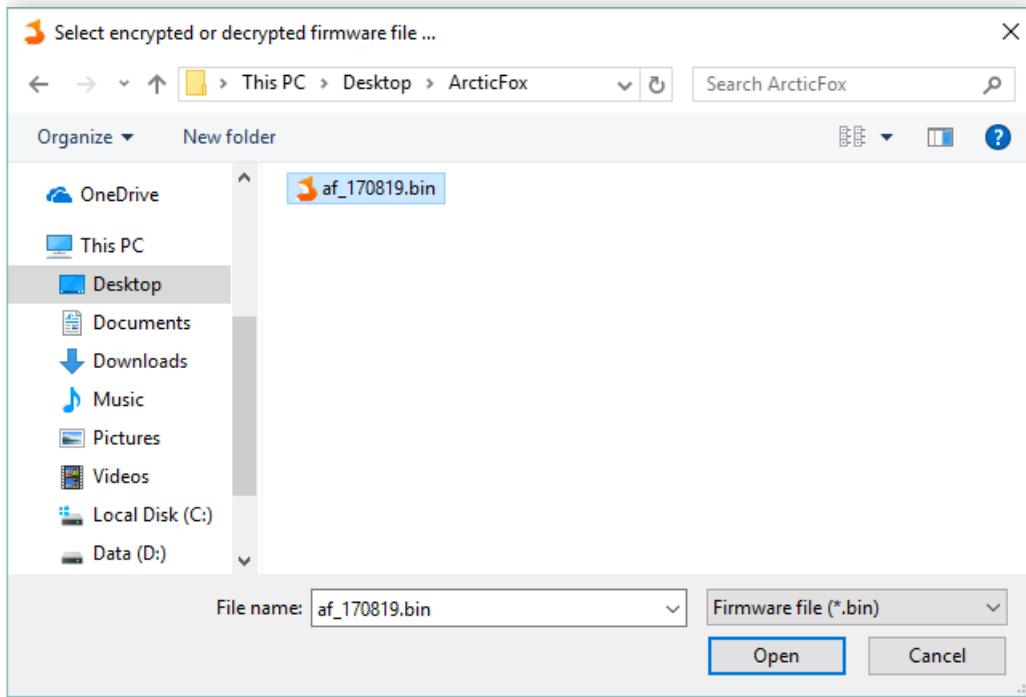 Select encrypted or decrypted firmware file ...
This PC > Desktop > ArcticFox
Search ArcticFox
Organize
New folder
?
af_170819.bin
OneDrive
This PC
Desktop
Documents
Downloads
Music
Pictures
Videos
Local Disk (C:)
Data (D:)
File name: af_170819.bin
Firmware file (*.bin)
Open
Cancel